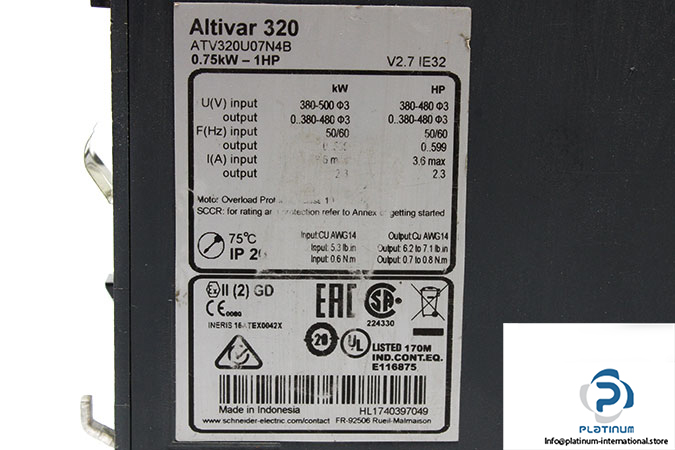 Altivar 320
ATV320U07N4B
0.75kW – 1HP V2.7 IE32
kW HP
U(V) input 380-500 Φ3 380-480 Φ3
output 0..380-480 Φ3 0..380-480 Φ3
F(Hz) input 50/60 50/60
output 0...599
I(A) input max 3.6 max
output 2.3 2.3
Motor Overload
SCCR: for rating protection refer to Annex getting started
75°C
IP
Input:CU AWG14 Output:Cu AWG14
Input: 5.3 lb.in Output: 6.2 to 7.1 lb.in
Input: 0.6 N.m Output: 0.7 to 0.8 N.m
Ex II (2) GD
CE 0080
INERIS 16ATEX0042X
EAC
SA
224330
20
UL
LISTED 170M
IND.CONT.EQ.
E116875
Made in Indonesia HL1740397049
www.schneider-electric.com/contact FR-92506 Rueil-Malmaison
PLATINUM
info@platinum-international.store